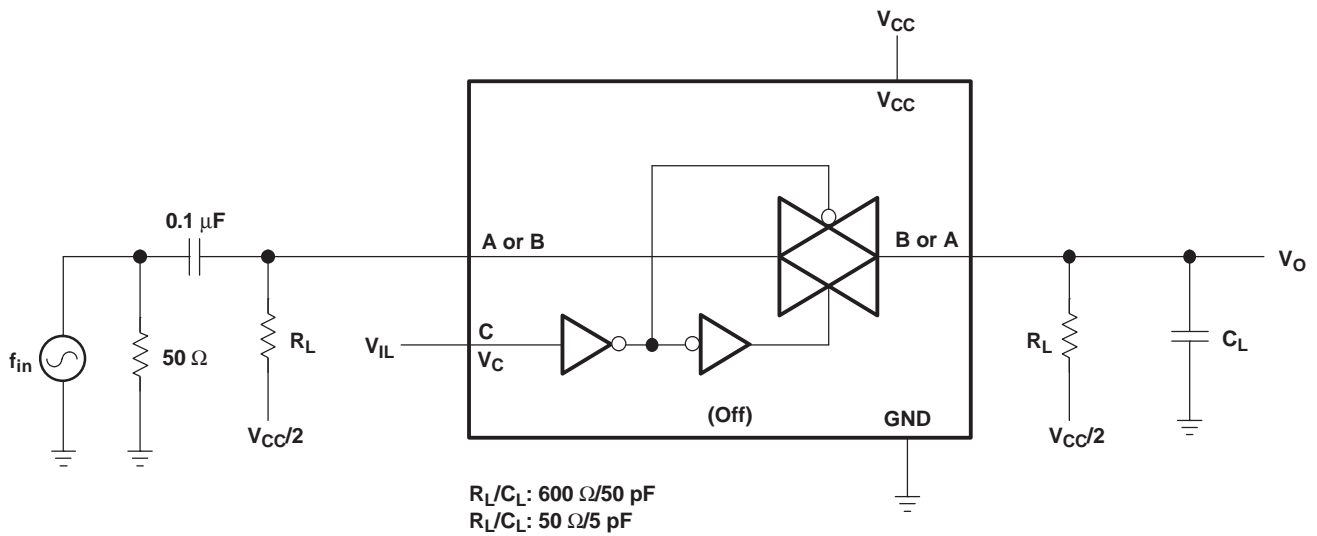 VCC
VCC
0.1 μF
A or B
B or A
VO
fin
50 Ω
RL
VIL
C
VC
RL
CL
(Off)
GND
VCC/2
VCC/2
RL/CL: 600 Ω/50 pF
RL/CL: 50 Ω/5 pF